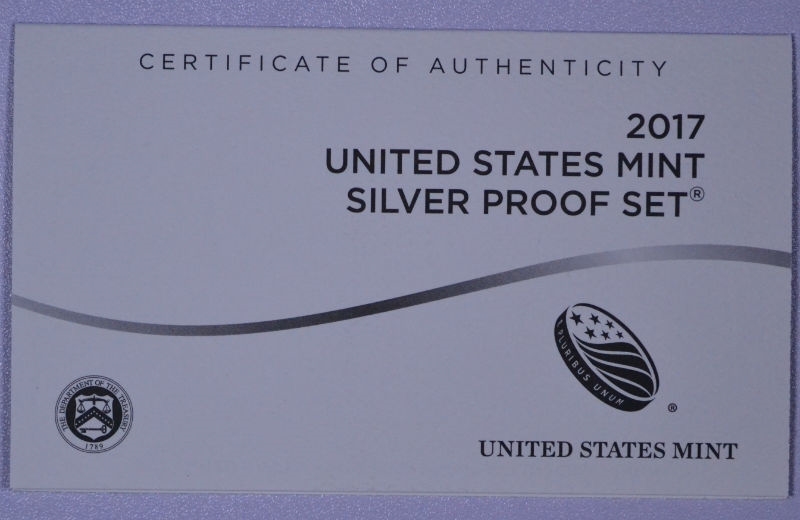 CERTIFICATE OF AUTHENTICITY
2017
UNITED STATES MINT
SILVER PROOF SET®
E PLURIBUS UNUM
®
THE DEPARTMENT OF THE TREASURY
1789
UNITED STATES MINT